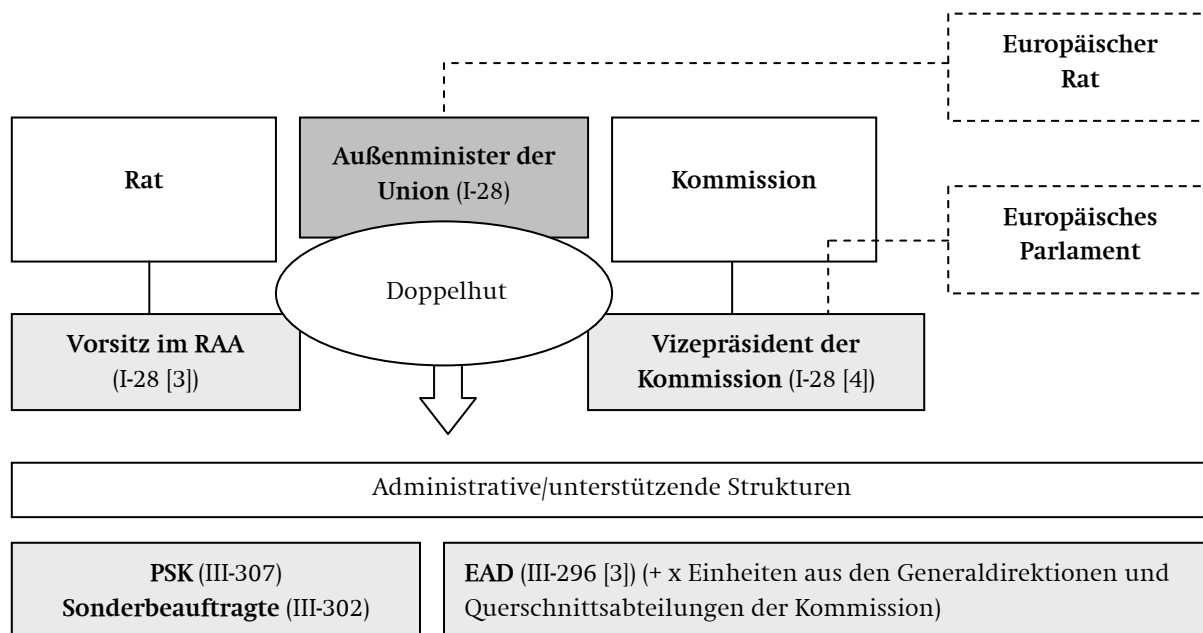 Europäischer
Rat
Rat
Außenminister der
Union (I-28)
Kommission
Europäisches
Parlament
Doppelhut
Vorsitz im RAA
(I-28 [3])
Vizepräsident der
Kommission (I-28 [4])
Administrative/unterstützende Strukturen
PSK (III-307)
Sonderbeauftragte (III-302)
EAD (III-296 [3]) (+ x Einheiten aus den Generaldirektionen und
Querschnittsabteilungen der Kommission)